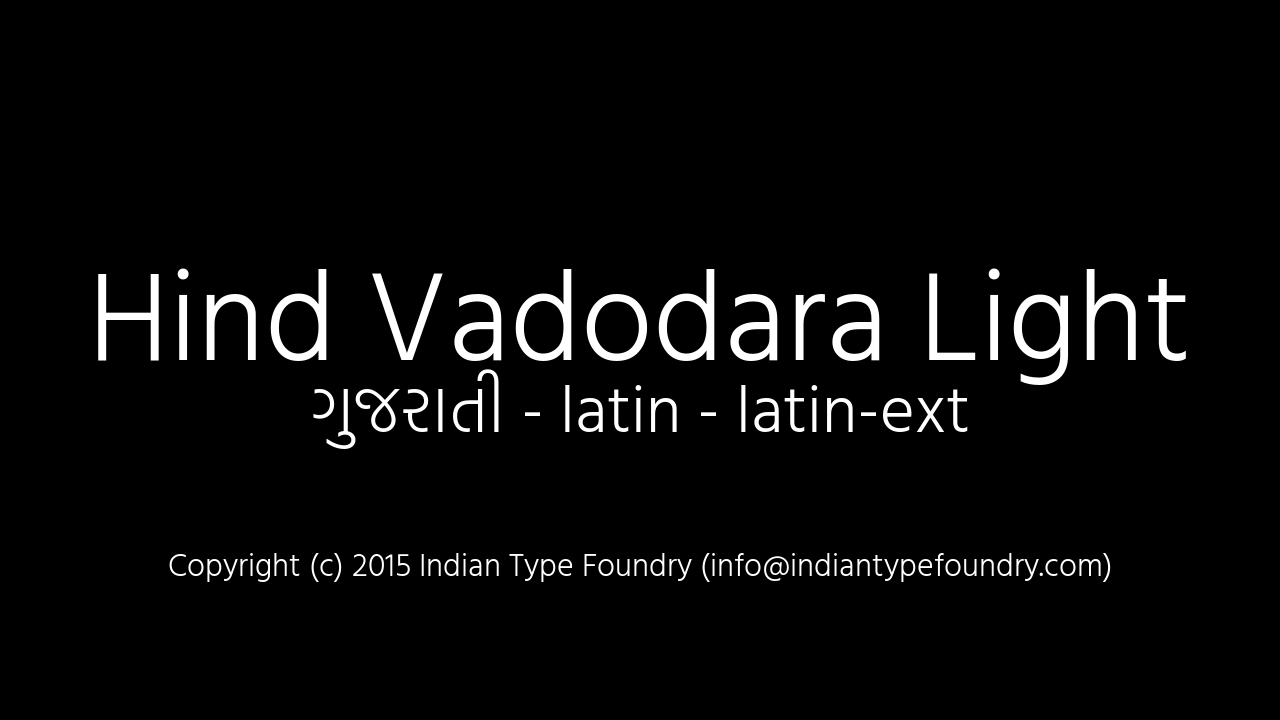 Hind Vadodara Light
ગુજરાતી - latin - latin-ext
Copyright (c) 2015 Indian Type Foundry (info@indiantypefoundry.com)